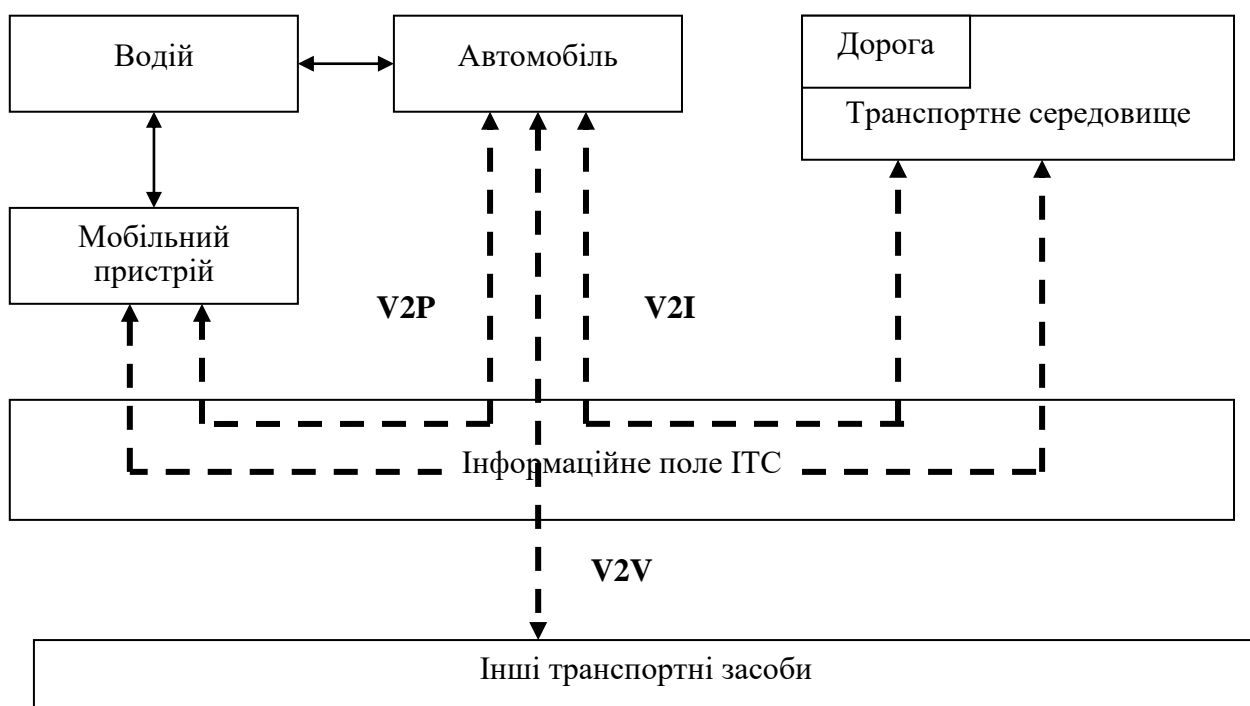 Водій
Автомобіль
Дорога
Транспортне середовище
Мобільний
пристрій
V2P
V2I
Інформаційне поле ІТС
V2V
Інші транспортні засоби